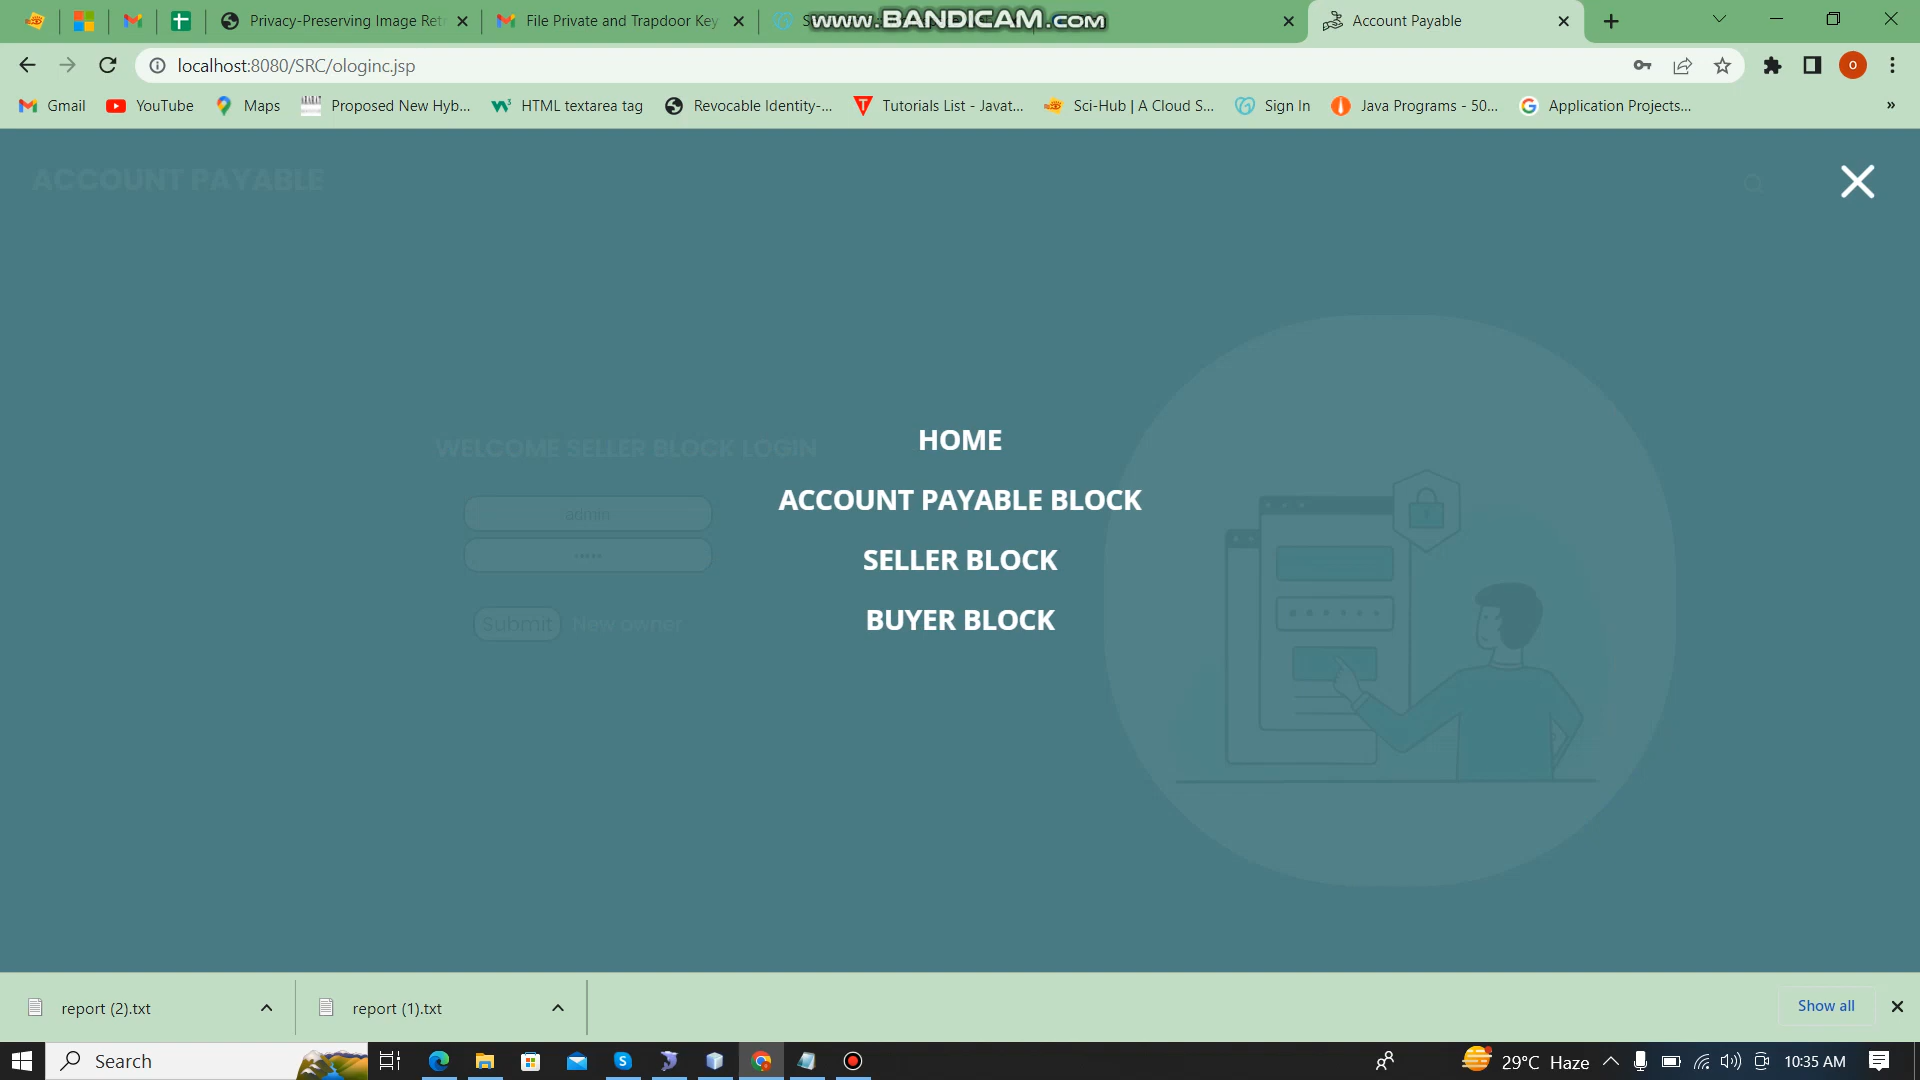 Privacy-Preserving Image Ret
File Private and Trapdoor Key
S
www.BANDICAM.com
Account Payable
localhost:8080/SRC/ologinc.jsp
o
Gmail
YouTube
Maps
Proposed New Hyb...
HTML textarea tag
Revocable Identity-...
Tutorials List - Javat...
Sci-Hub | A Cloud S...
Sign In
Java Programs - 50...
Application Projects...
»
ACCOUNT PAYABLE
HOME
WELCOME SELLER BLOCK LOGIN
ACCOUNT PAYABLE BLOCK
admin
SELLER BLOCK
BUYER BLOCK
Submit New owner
report (2).txt
report (1).txt
Show all
Search
29°C Haze
10:35 AM